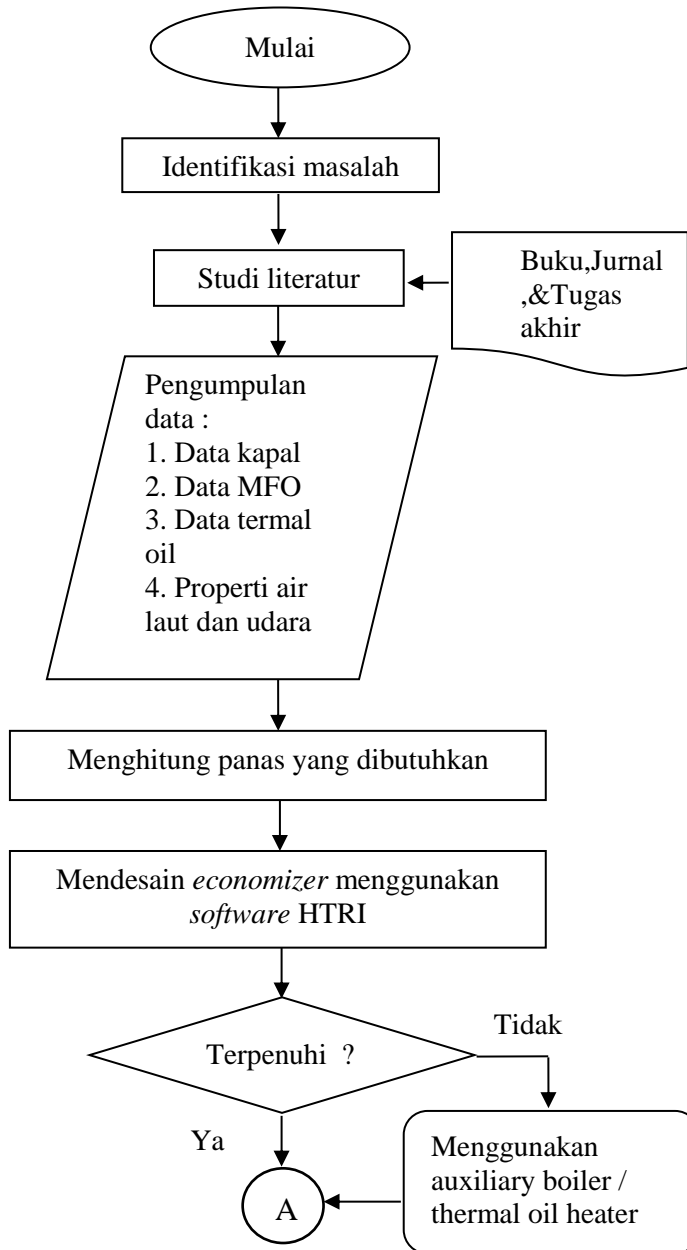 Mulai
Identifikasi masalah
Studi literatur
Buku,Jurnal
,&Tugas
akhir
Pengumpulan
data :
1. Data kapal
2. Data MFO
3. Data termal
oil
4. Properti air
laut dan udara
Menghitung panas yang dibutuhkan
Mendesain economizer menggunakan
software HTRI
Terpenuhi ?
Tidak
Ya
Menggunakan
auxiliary boiler /
thermal oil heater
A